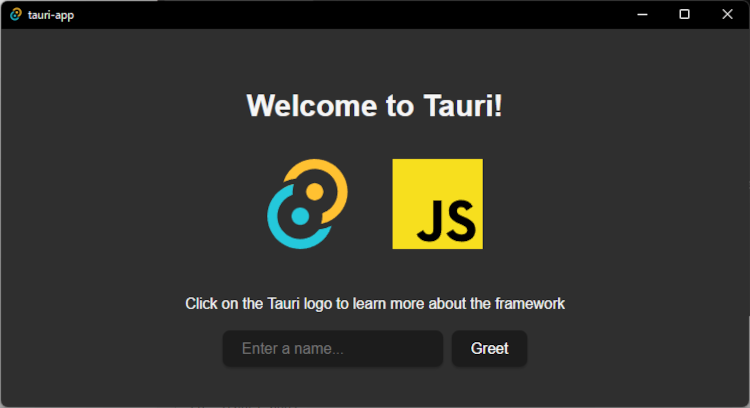 tauri-app
Welcome to Tauri!
JS
Click on the Tauri logo to learn more about the framework
Enter a name...
Greet